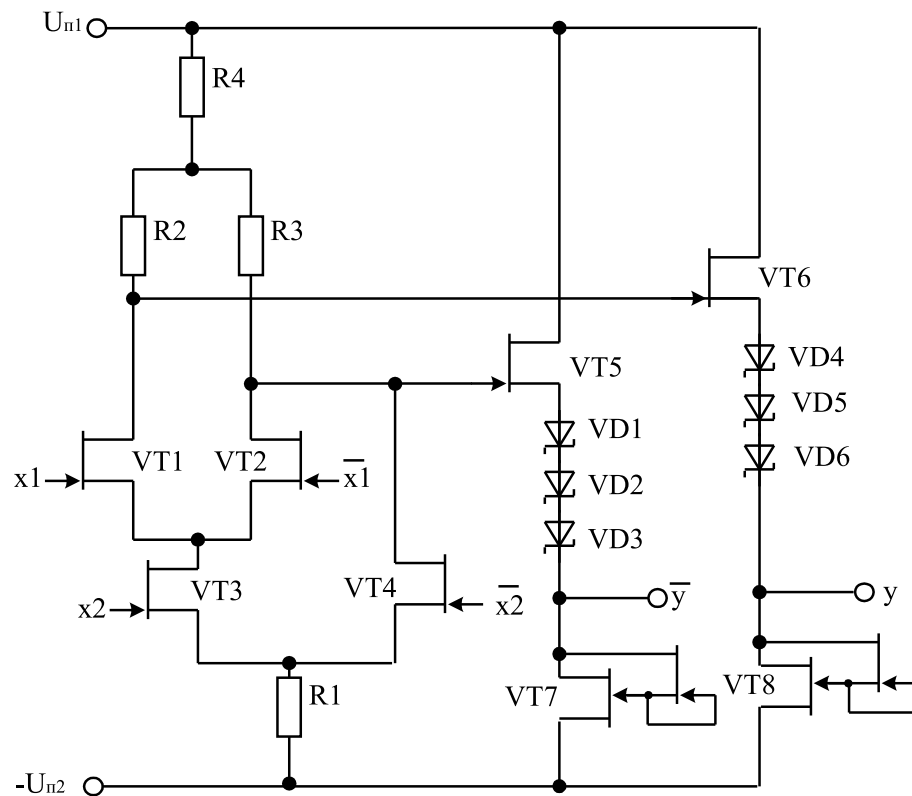 Uп1
R4
R2
R3
VT6
VT5
VD4
VD5
VD6
VD1
VD2
VD3
x1
VT1
VT2
x̅1
x2
VT3
VT4
x̅2
y̅
y
R1
VT7
VT8
-Uп2